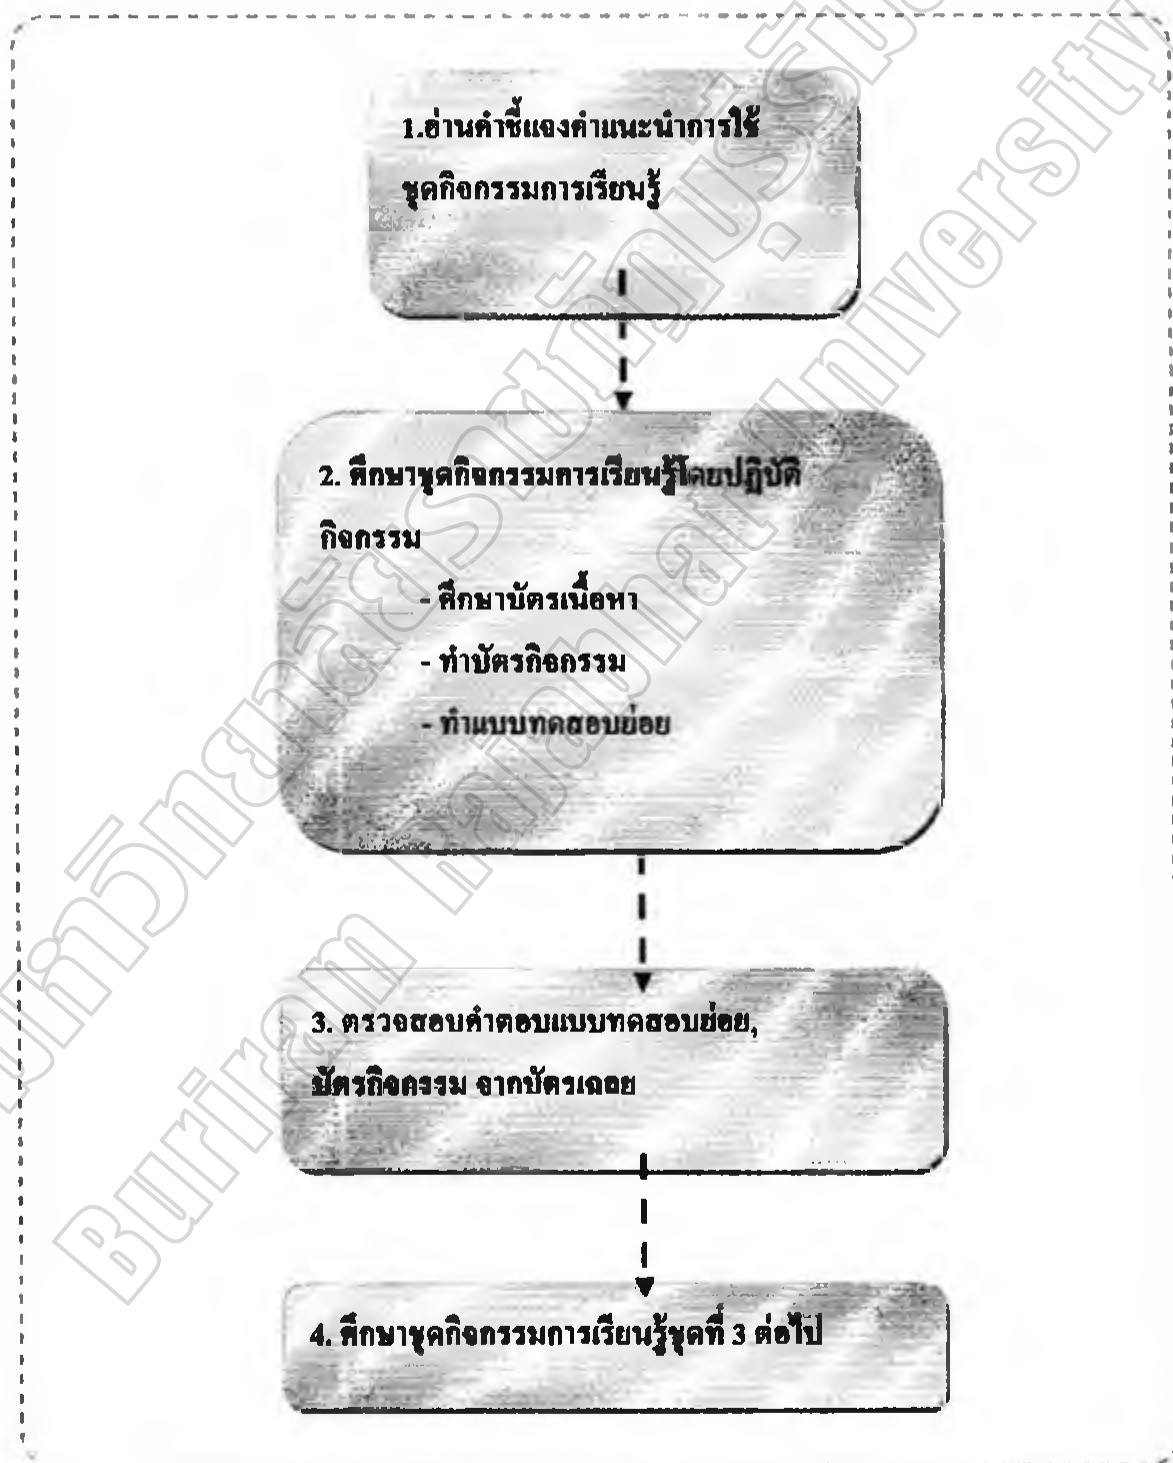 1.อ่านคำชี้แจงคำแนะนำการใช้
ชุดกิจกรรมการเรียนรู้
2. ศึกษาชุดกิจกรรมการเรียนรู้โดยปฏิบัติ
กิจกรรม
- ศึกษาบัตรเนื้อหา
- ทำบัตรกิจกรรม
- ทำแบบทดสอบย่อย
3. ตรวจสอบคำตอบแบบทดสอบย่อย,
บัตรกิจกรรม จากบัตรเฉลย
4. ศึกษาชุดกิจกรรมการเรียนรู้ชุดที่ 3 ต่อไป
Buriram Rajabhat University